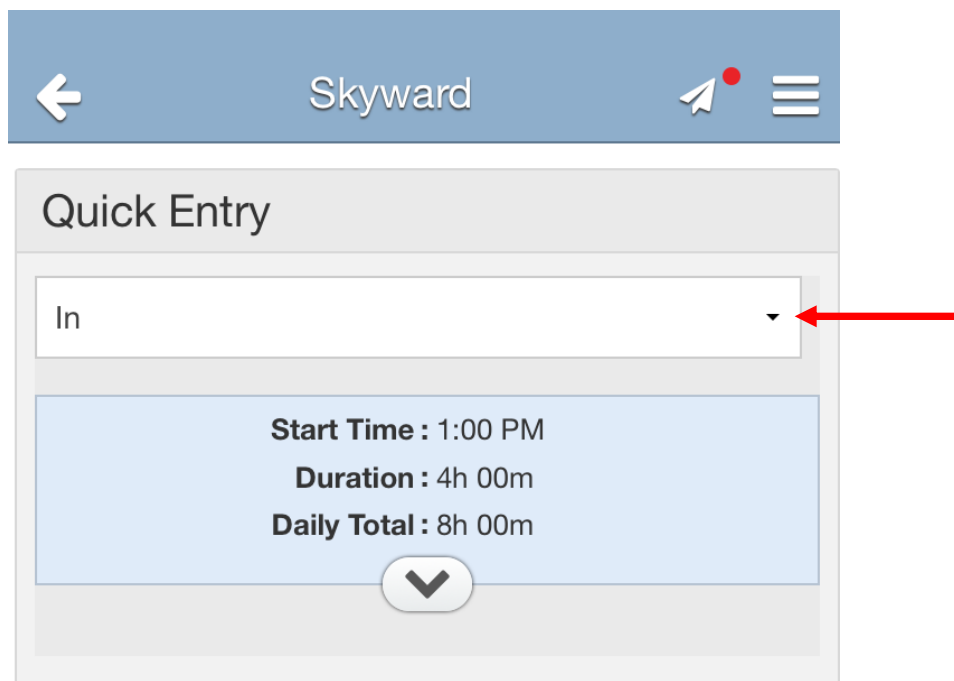 Skyward
Quick Entry
In
Start Time : 1:00 PM
Duration : 4h 00m
Daily Total : 8h 00m